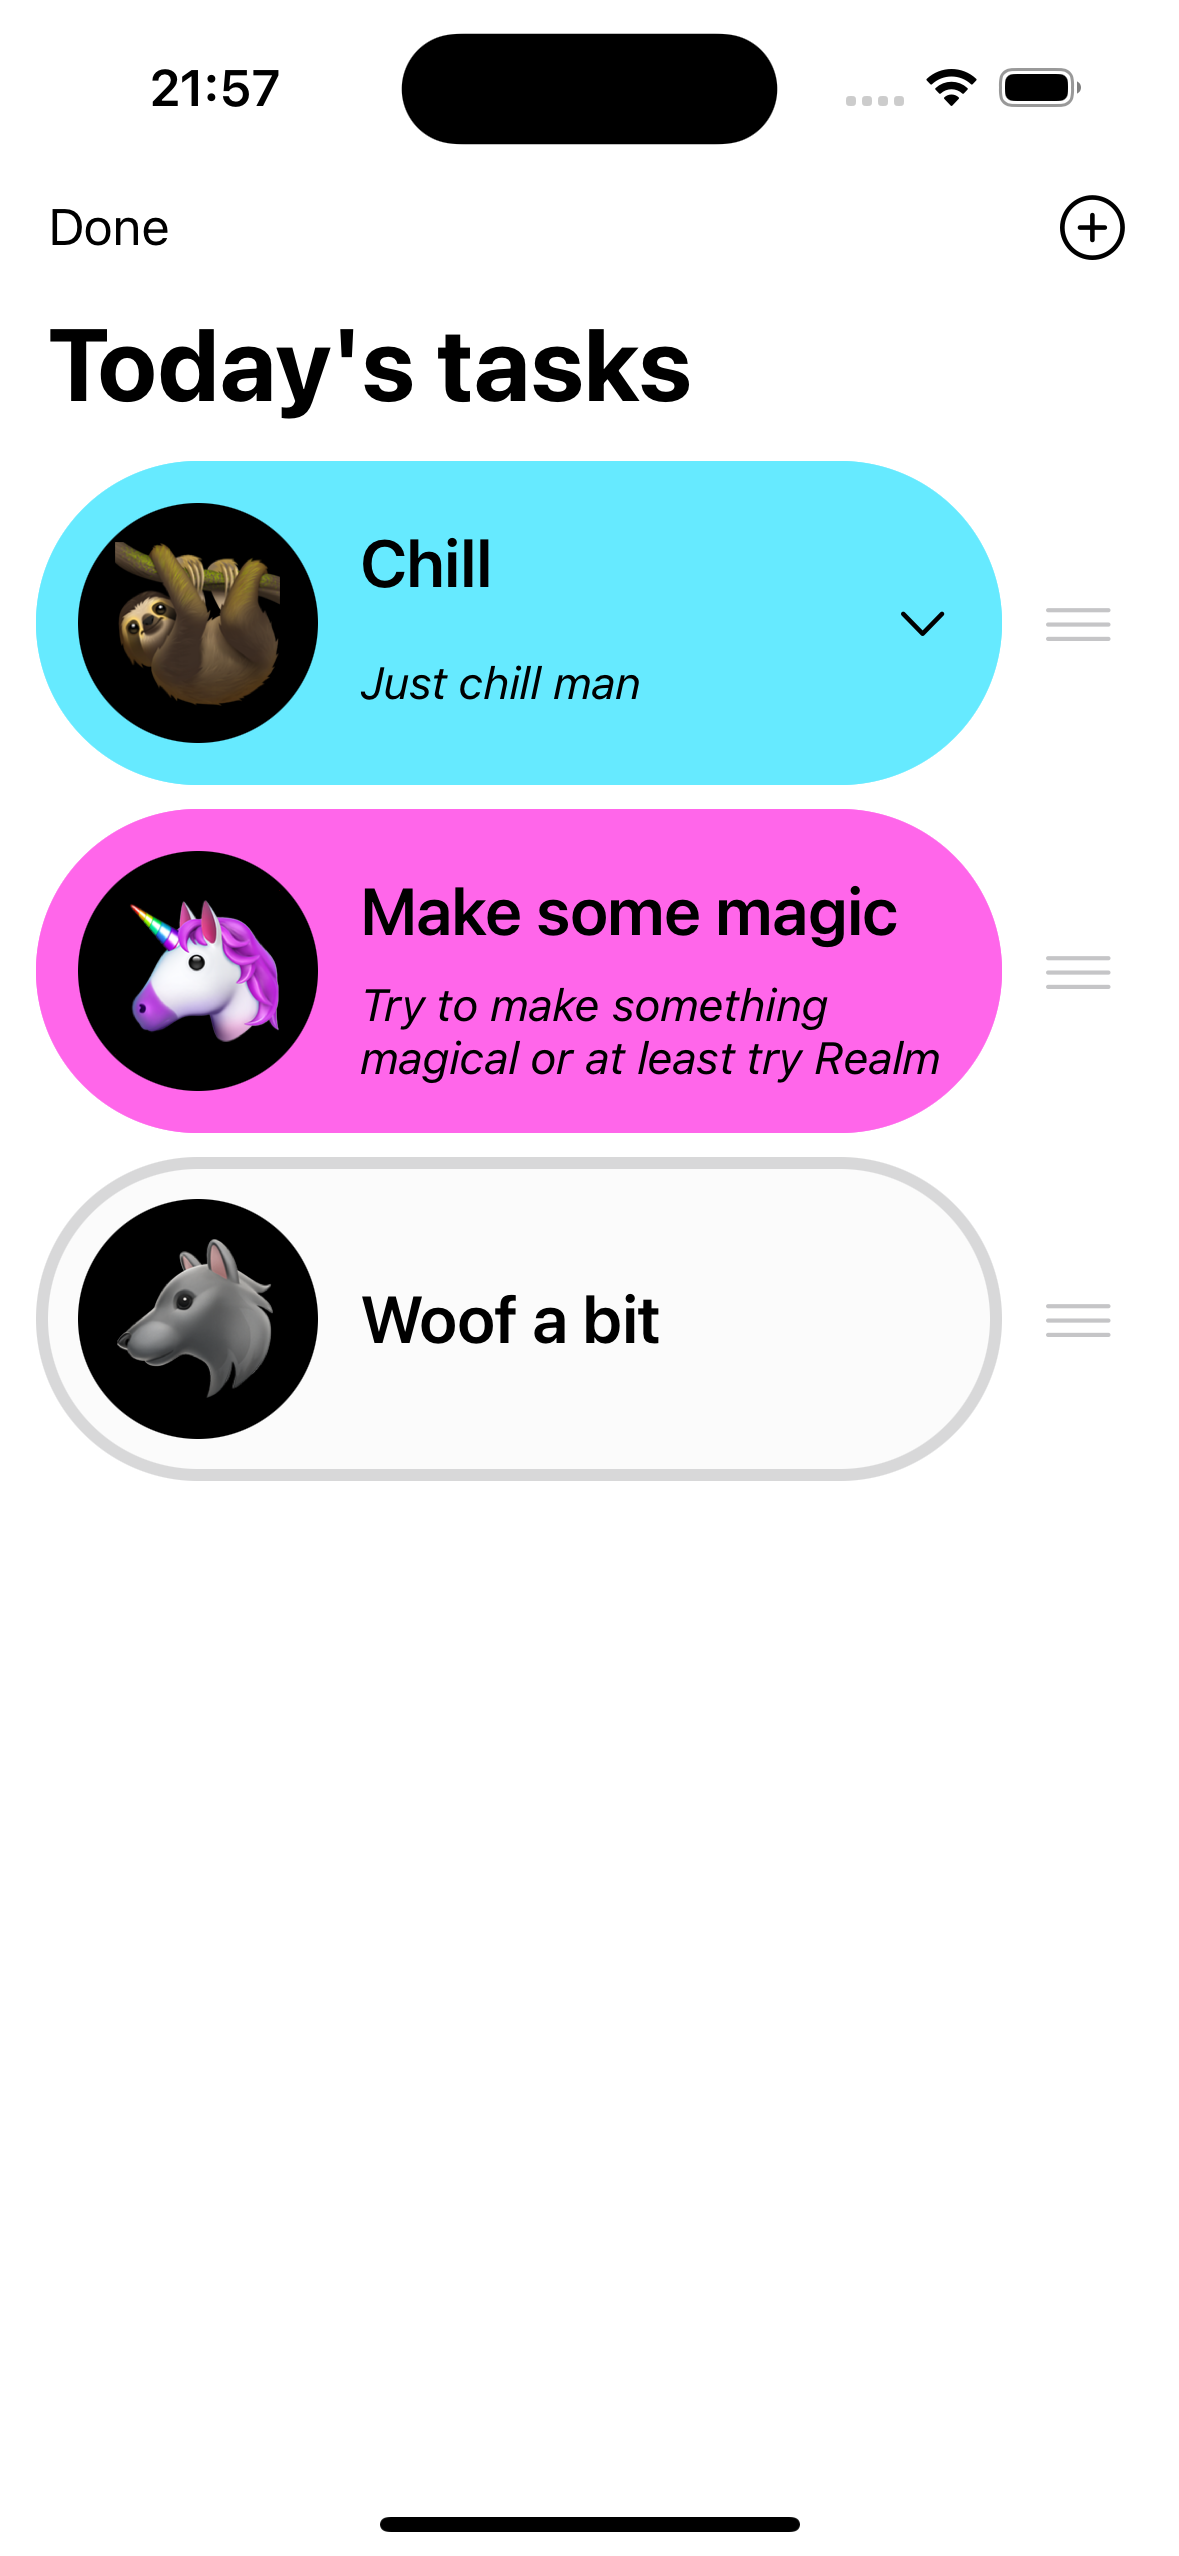 21:57
Done
Today's tasks
Chill
Just chill man
Make some magic
Try to make something
magical or at least try Realm
Woof a bit